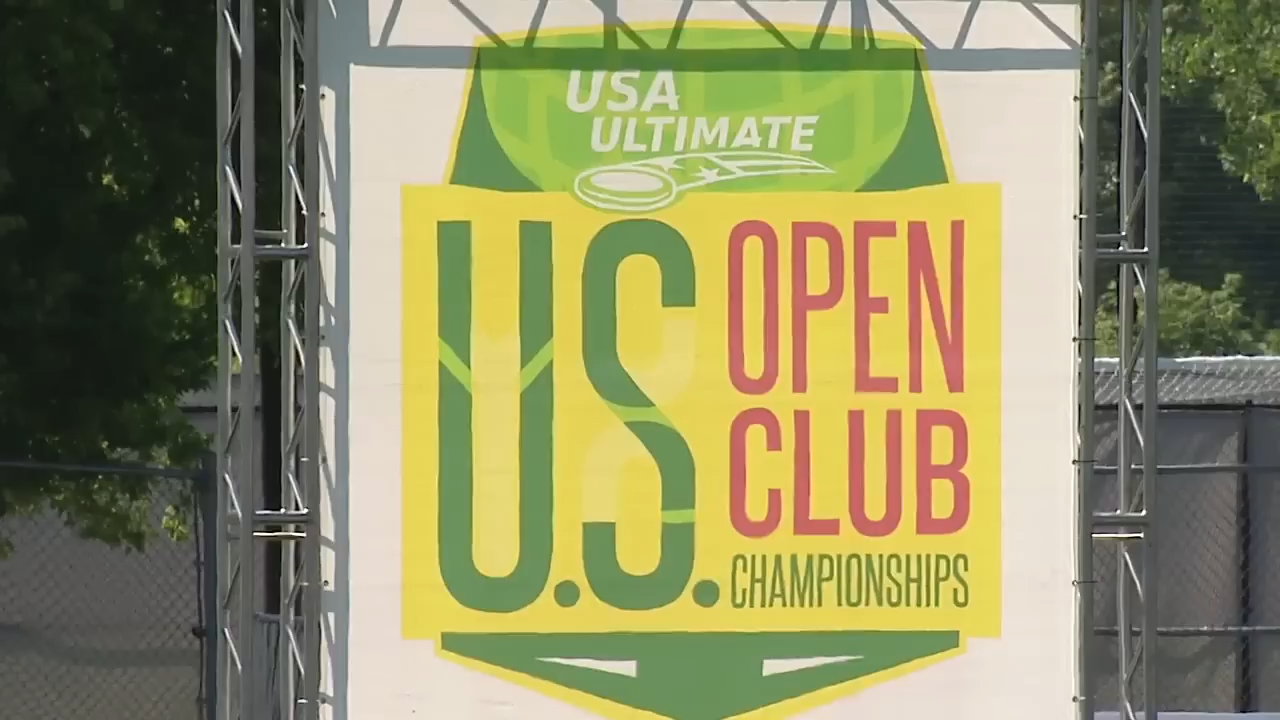 USA
ULTIMATE
U.S.
OPEN
CLUB
CHAMPIONSHIPS